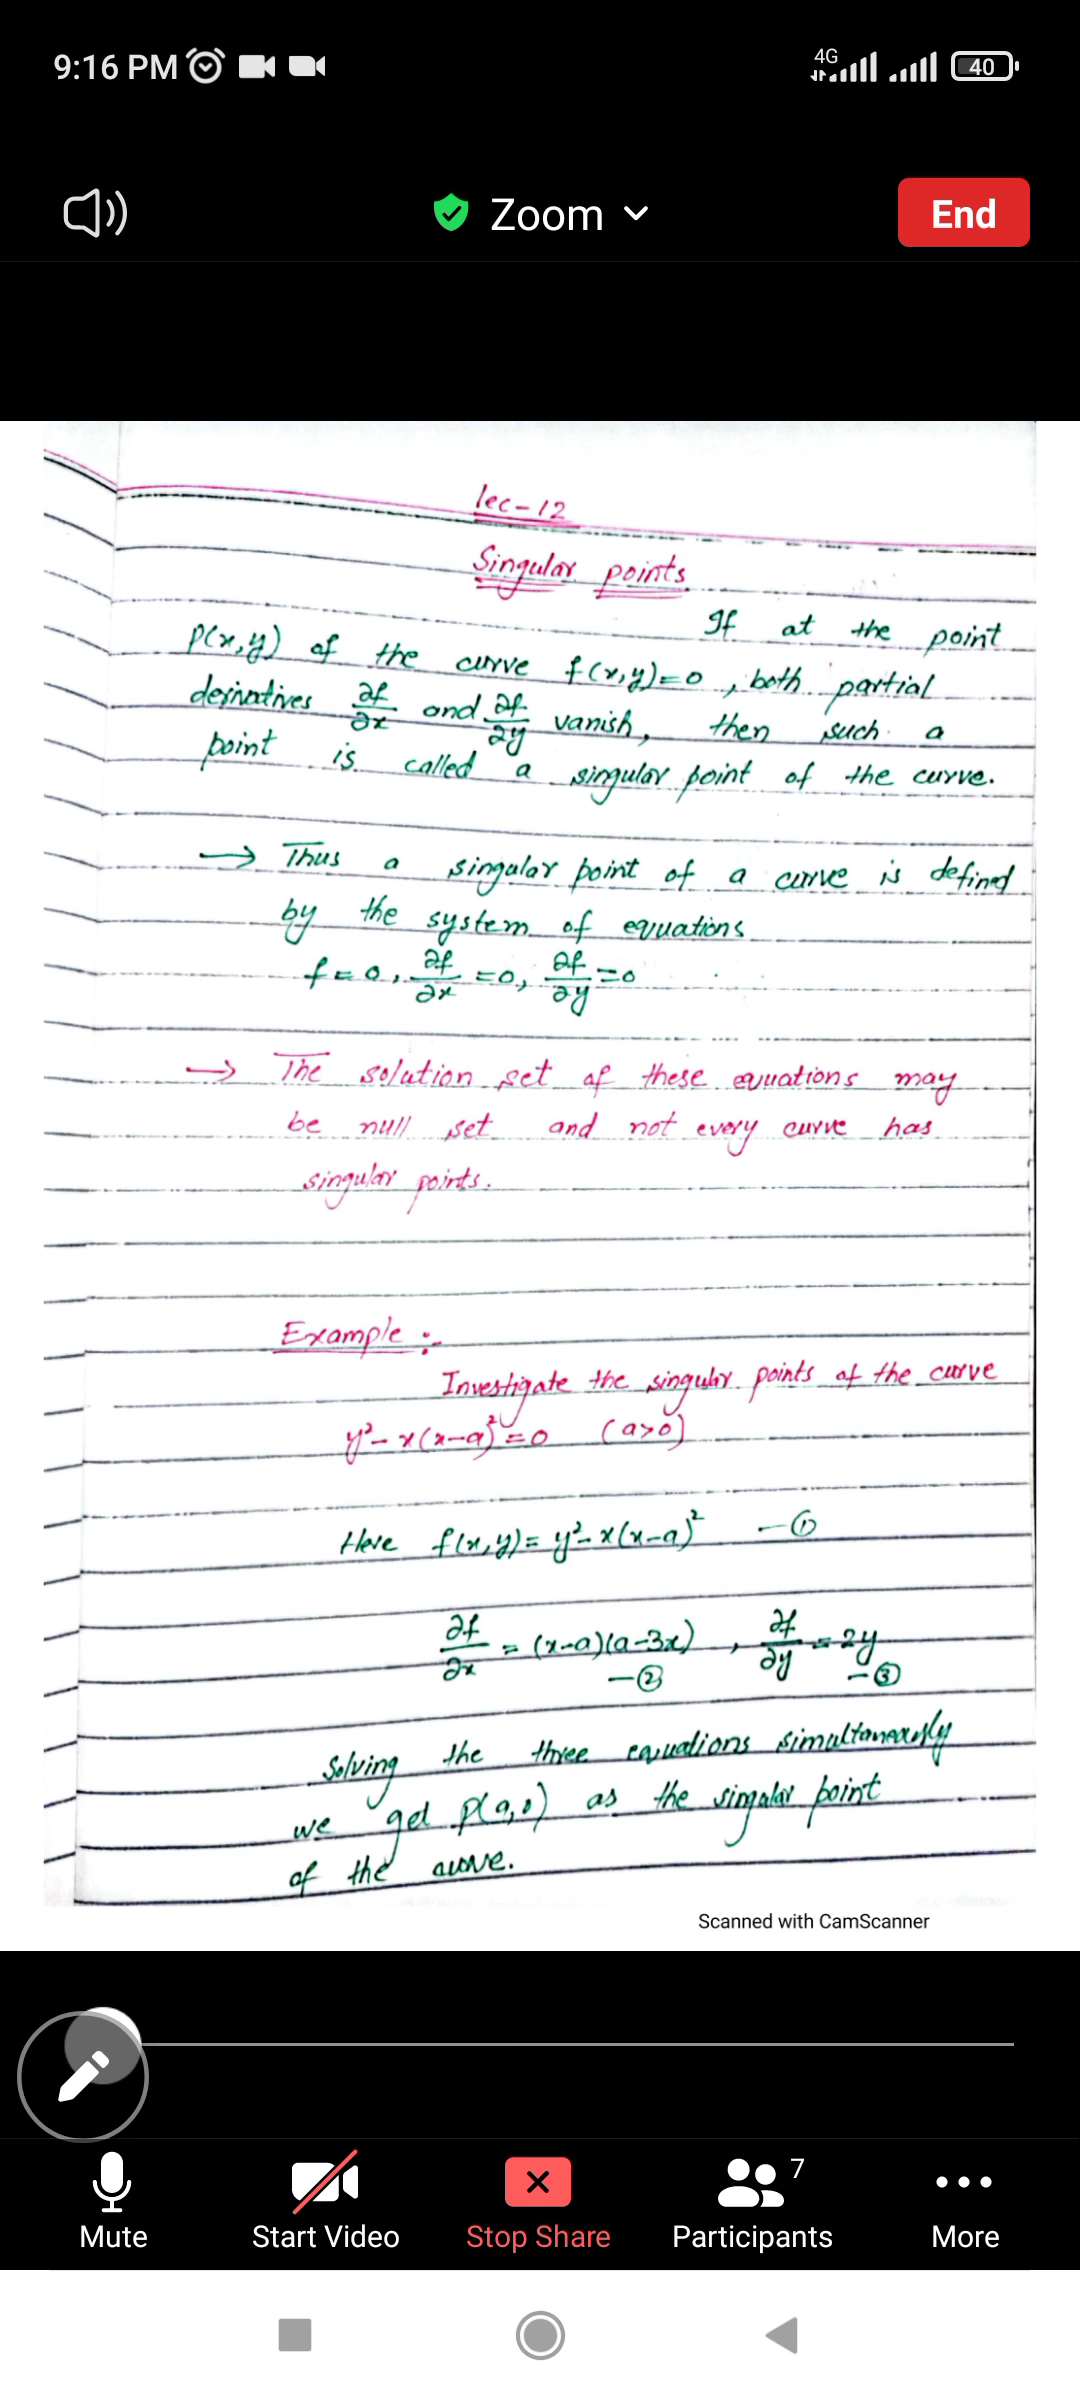 9:16 PM
4G
40
Zoom
End
lec-12
Singular points
If at the point
P(x,y) of the curve f(x,y)=0, both partial
derivatives ∂f/∂x and ∂f/∂y vanish, then such a
point is called a singular point of the curve.
→ Thus a singular point of a curve is defined
by the system of equations
f=0, ∂f/∂x =0, ∂f/∂y =0
→ The solution set of these equations may
be null set and not every curve has
singular points.
Example :-
Investigate the singular points of the curve
y²-x(x-a)²=0 (a>0)
Here f(x,y)= y²-x(x-a)² -①
∂f/∂x = (x-a)(a-3x) -②, ∂f/∂y = 2y -③
Solving the three equations simultaneously
we get P(a,0) as the singular point
of the curve.
Scanned with CamScanner
Mute
Start Video
Stop Share
Participants
7
More